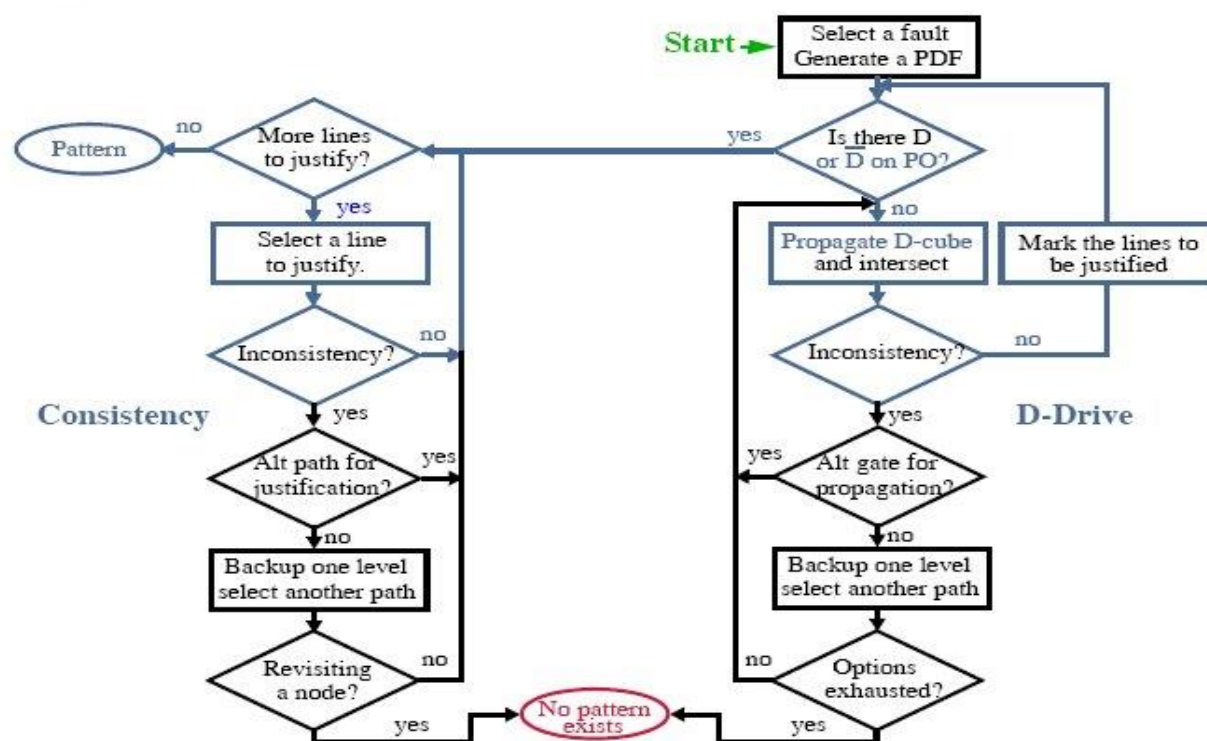 Start
Select a fault
Generate a PDF
Is there D
or D̅ on PO?
yes
no
More lines
to justify?
no
Pattern
yes
Select a line
to justify.
Inconsistency?
no
yes
Consistency
Alt path for
justification?
yes
no
Backup one level
select another path
Revisiting
a node?
no
yes
Propagate D-cube
and intersect
Mark the lines to
be justified
Inconsistency?
no
yes
D-Drive
Alt gate for
propagation?
yes
no
Backup one level
select another path
Options
exhausted?
no
yes
No pattern
exists